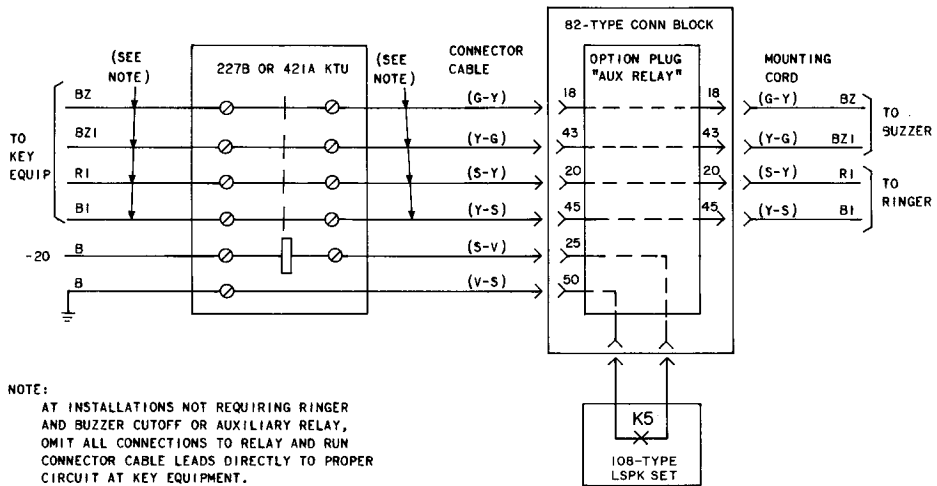 82-TYPE CONN BLOCK
(SEE NOTE)
227B OR 421A KTU
(SEE NOTE)
CONNECTOR CABLE
OPTION PLUG "AUX RELAY"
MOUNTING CORD
BZ
(G-Y)
18
18
(G-Y)
BZ
BZ1
(Y-G)
43
43
(Y-G)
BZ1
TO BUZZER
TO KEY EQUIP
R1
(S-Y)
20
20
(S-Y)
R1
B1
(Y-S)
45
45
(Y-S)
B1
TO RINGER
-20
B
(S-V)
25
B
(V-S)
50
K5
108-TYPE
LSPK SET
NOTE:
AT INSTALLATIONS NOT REQUIRING RINGER
AND BUZZER CUTOFF OR AUXILIARY RELAY,
OMIT ALL CONNECTIONS TO RELAY AND RUN
CONNECTOR CABLE LEADS DIRECTLY TO PROPER
CIRCUIT AT KEY EQUIPMENT.